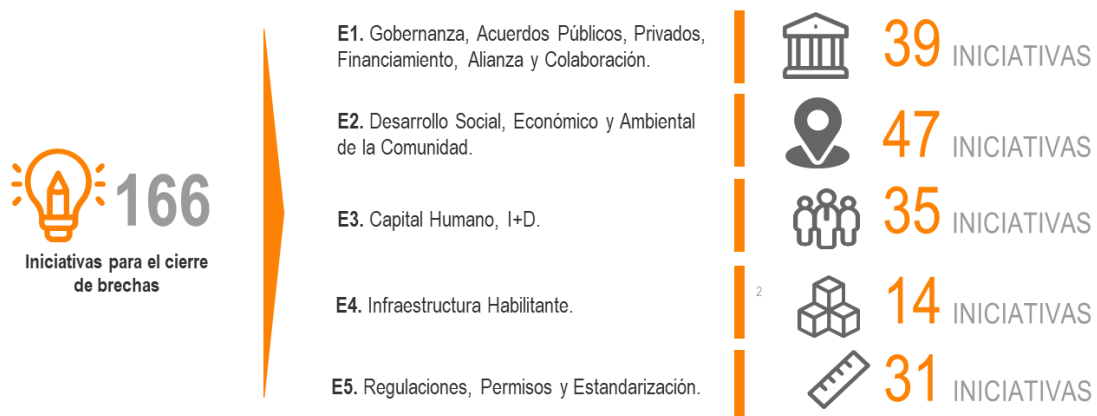 166
Iniciativas para el cierre
de brechas
E1. Gobernanza, Acuerdos Públicos, Privados,
Financiamiento, Alianza y Colaboración.
39 INICIATIVAS
E2. Desarrollo Social, Económico y Ambiental
de la Comunidad.
47 INICIATIVAS
E3. Capital Humano, I+D.
35 INICIATIVAS
E4. Infraestructura Habilitante.
2
14 INICIATIVAS
E5. Regulaciones, Permisos y Estandarización.
31 INICIATIVAS